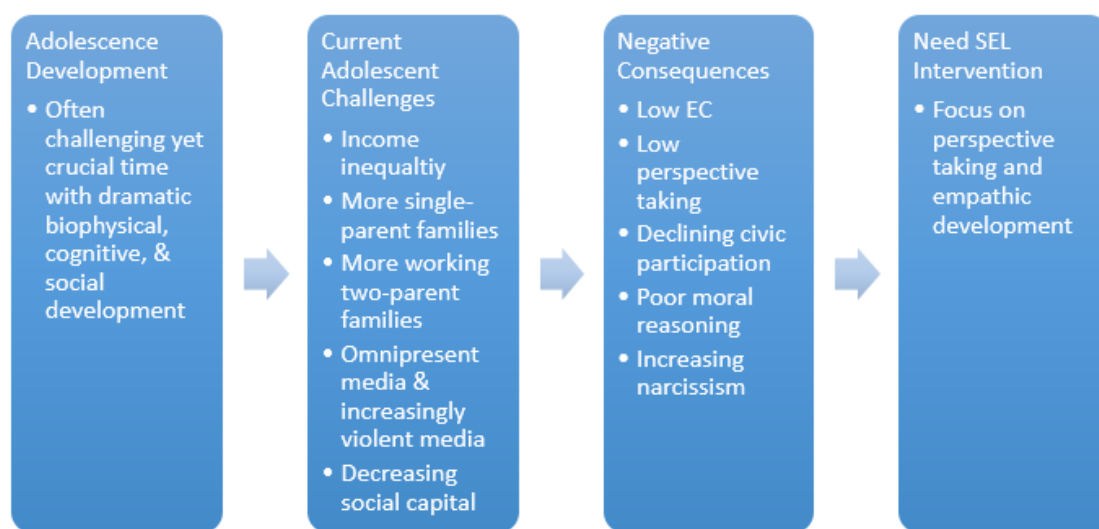 Adolescence
Development
• Often
challenging yet
crucial time
with dramatic
biophysical,
cognitive, &
social
development
Current
Adolescent
Challenges
• Income
inequaltiy
• More single-
parent families
• More working
two-parent
families
• Omnipresent
media &
increasingly
violent media
• Decreasing
social capital
Negative
Consequences
• Low EC
• Low
perspective
taking
• Declining civic
participation
• Poor moral
reasoning
• Increasing
narcissism
Need SEL
Intervention
• Focus on
perspective
taking and
empathic
development